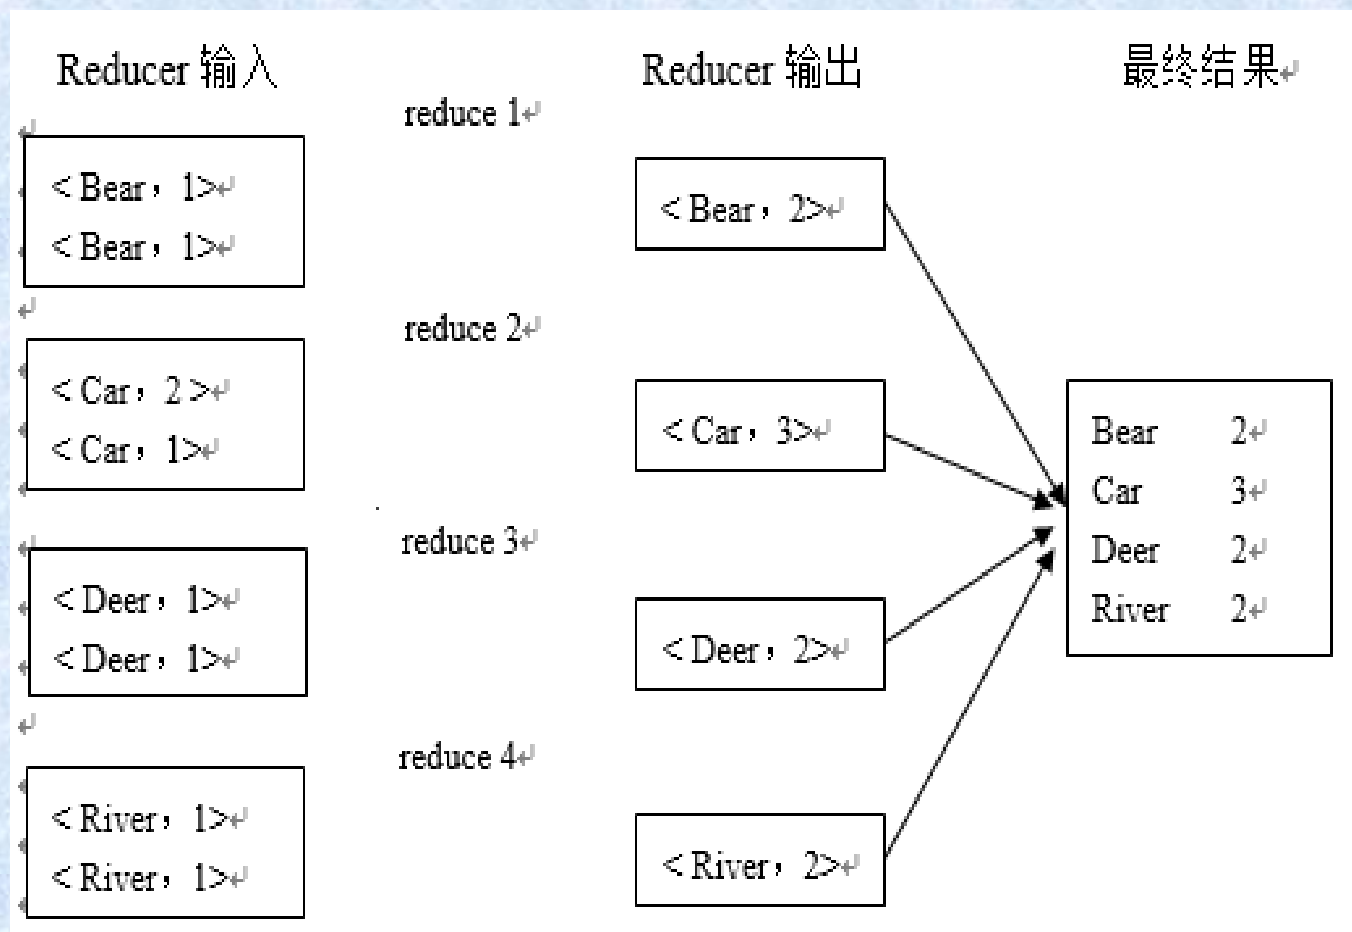 Reducer 输入
reduce 1
<Bear，1>
<Bear，1>
reduce 2
<Car，2>
<Car，1>
reduce 3
<Deer，1>
<Deer，1>
reduce 4
<River，1>
<River，1>
Reducer 输出
<Bear，2>
<Car，3>
<Deer，2>
<River，2>
最终结果
Bear 2
Car 3
Deer 2
River 2